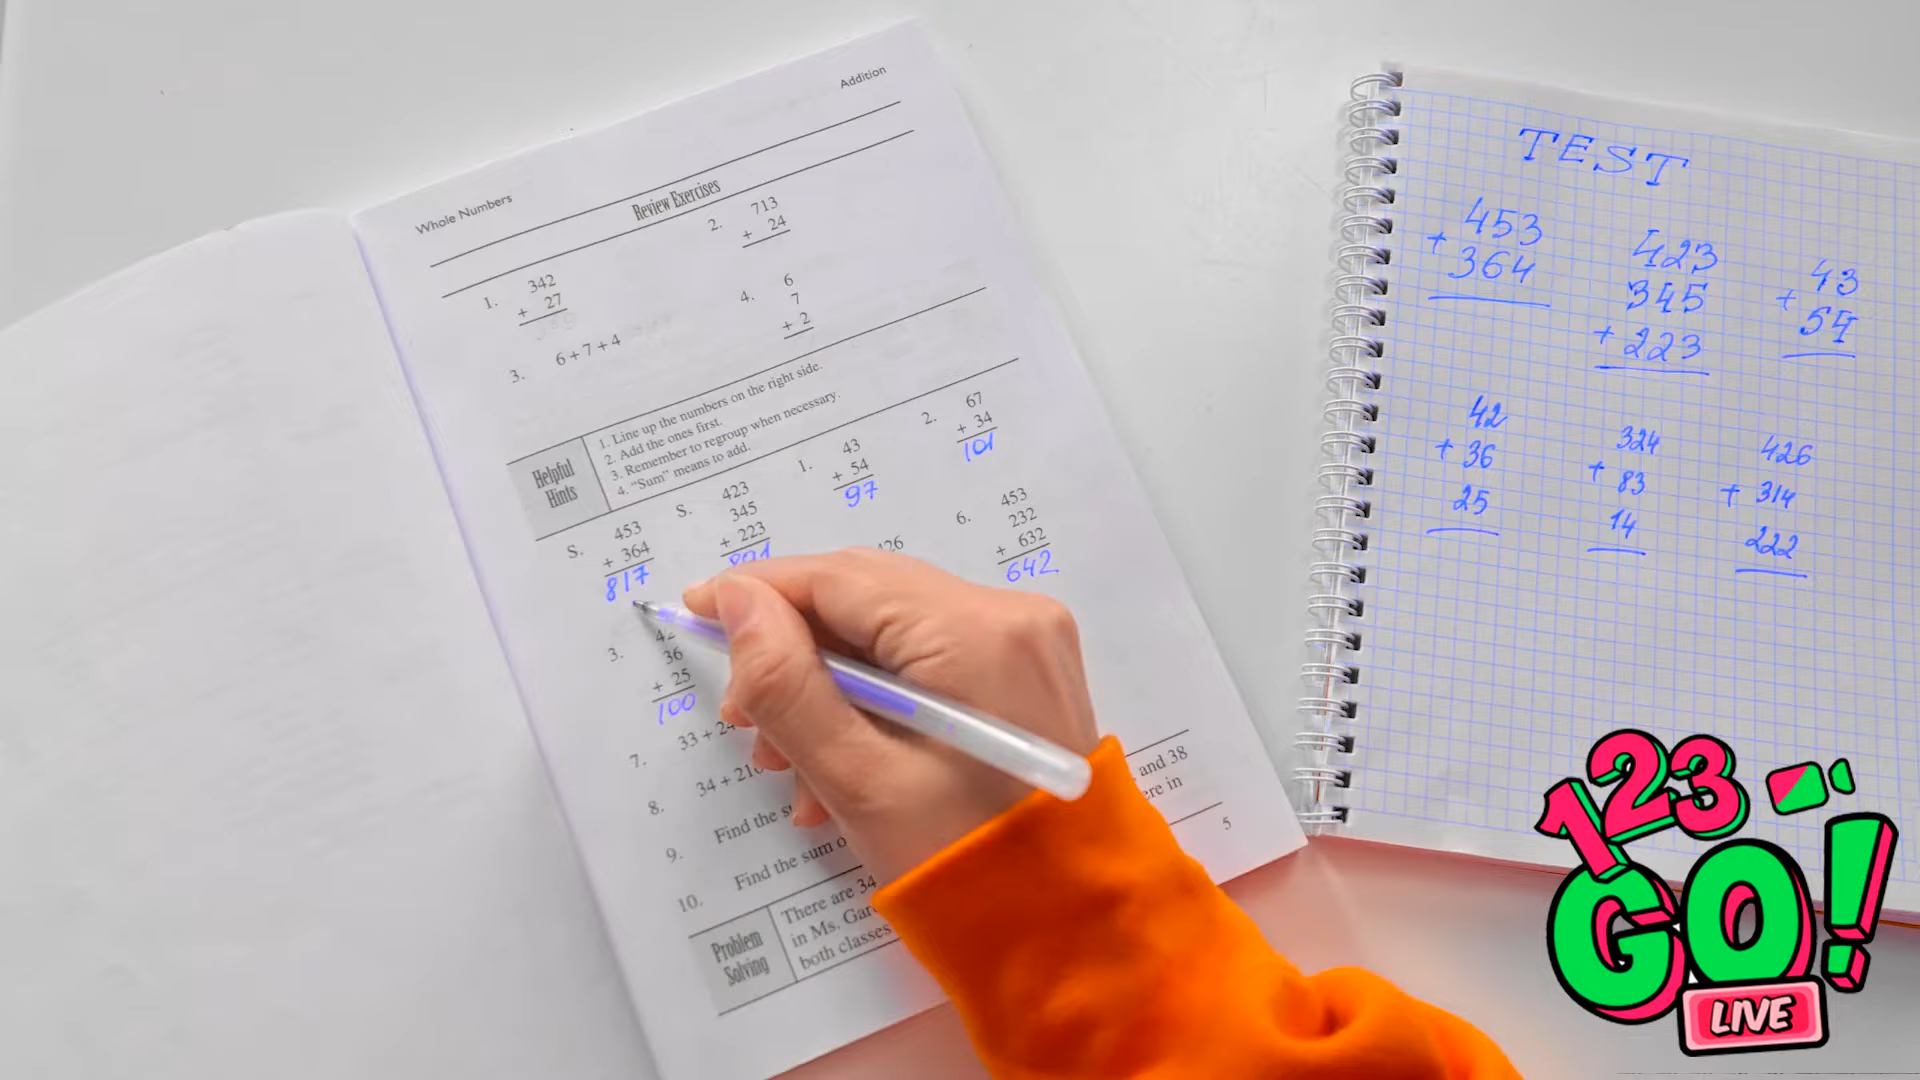 Addition
Whole Numbers
Review Exercises
1. 342
+ 27
2. 713
+ 24
3. 6 + 7 + 4
4. 6
7
+ 2
Helpful
Hints
1. Line up the numbers on the right side.
2. Add the ones first.
3. Remember to regroup when necessary.
4. "Sum" means to add.
S. 453
+ 364
817
S. 423
345
+ 223
1. 43
+ 54
97
2. 67
+ 34
101
3.
36
+ 25
100
426
6. 453
232
+ 632
642
7. 33 + 24
8. 34 + 216
9. Find the
10. Find the sum
Problem
Solving
There are 34
in Ms.
both classes
and 38
in
5
TEST
453
+ 364
423
345
+ 223
43
+ 54
42
+ 36
25
324
+ 83
14
426
+ 314
222
123
GO!
LIVE